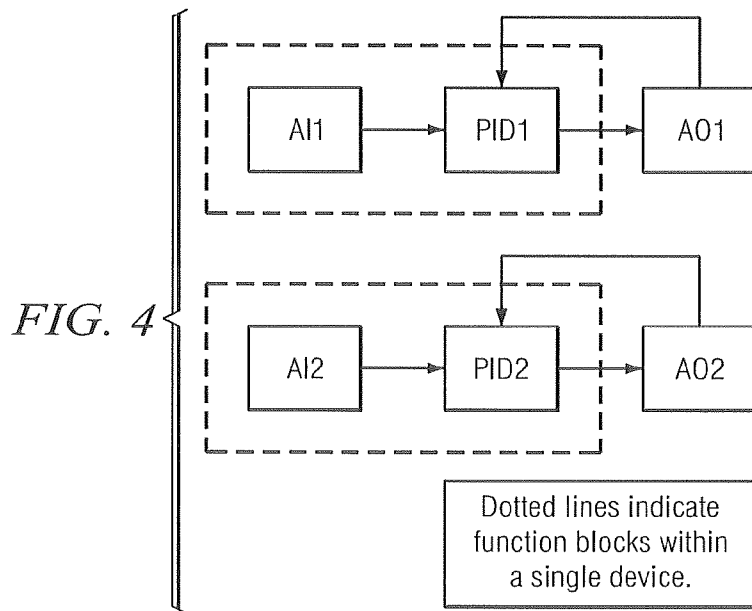 AI1
PID1
AO1
FIG. 4
AI2
PID2
AO2
Dotted lines indicate
function blocks within
a single device.